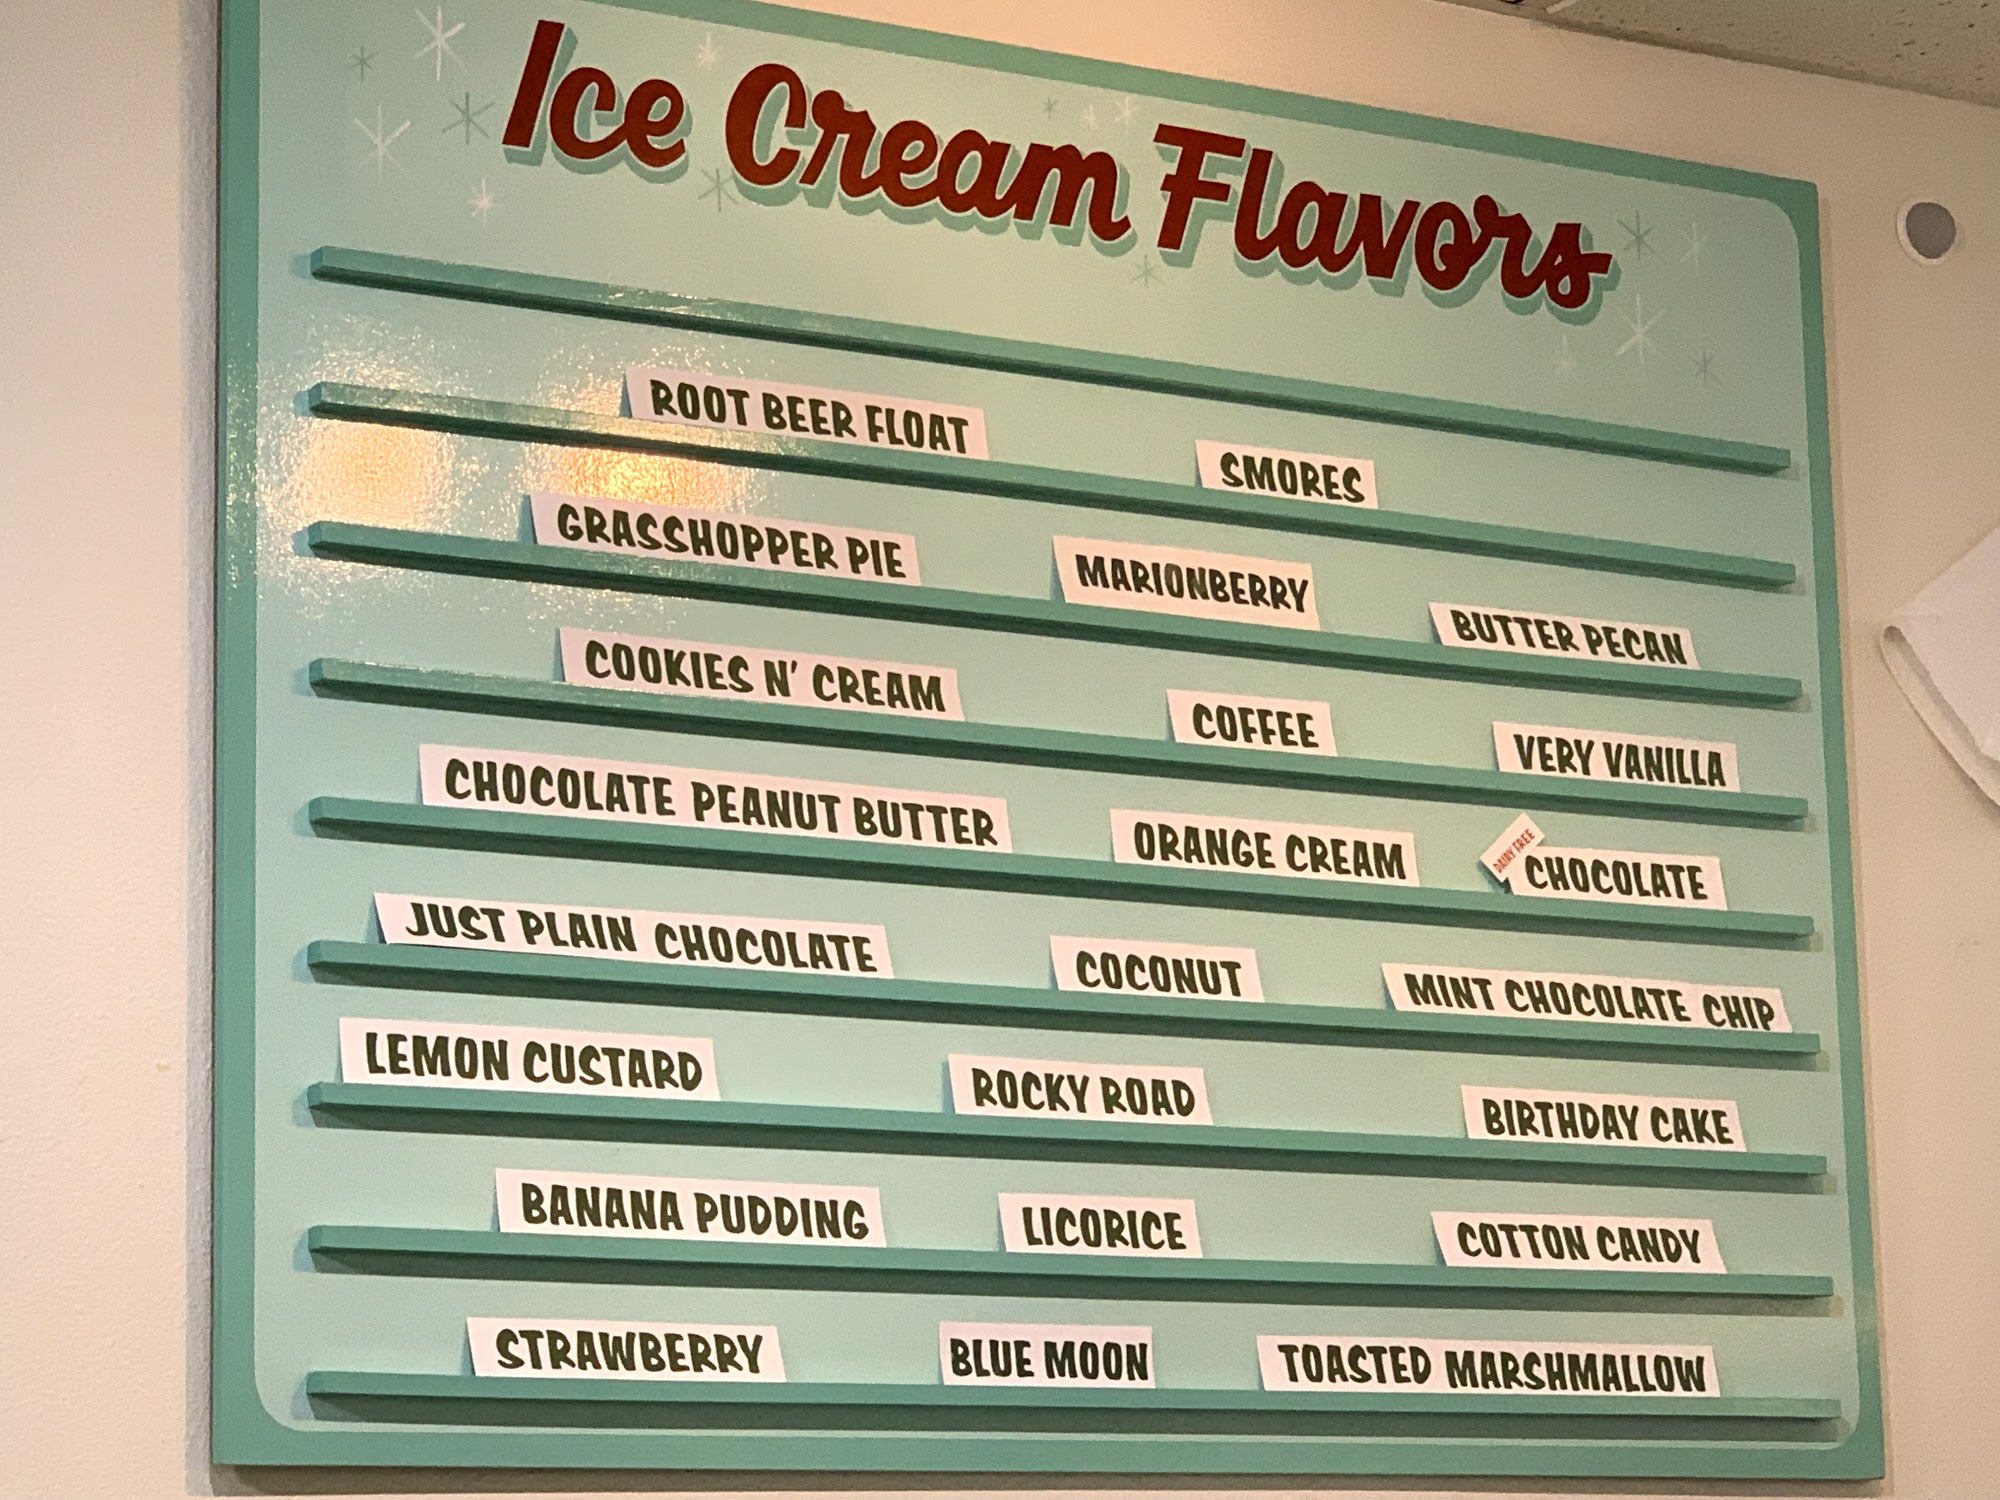 Ice Cream Flavors
ROOT BEER FLOAT SMORES
GRASSHOPPER PIE MARIONBERRY BUTTER PECAN
COOKIES N' CREAM COFFEE VERY VANILLA
CHOCOLATE PEANUT BUTTER ORANGE CREAM DAIRY FREE CHOCOLATE
JUST PLAIN CHOCOLATE COCONUT MINT CHOCOLATE CHIP
LEMON CUSTARD ROCKY ROAD BIRTHDAY CAKE
BANANA PUDDING LICORICE COTTON CANDY
STRAWBERRY BLUE MOON TOASTED MARSHMALLOW